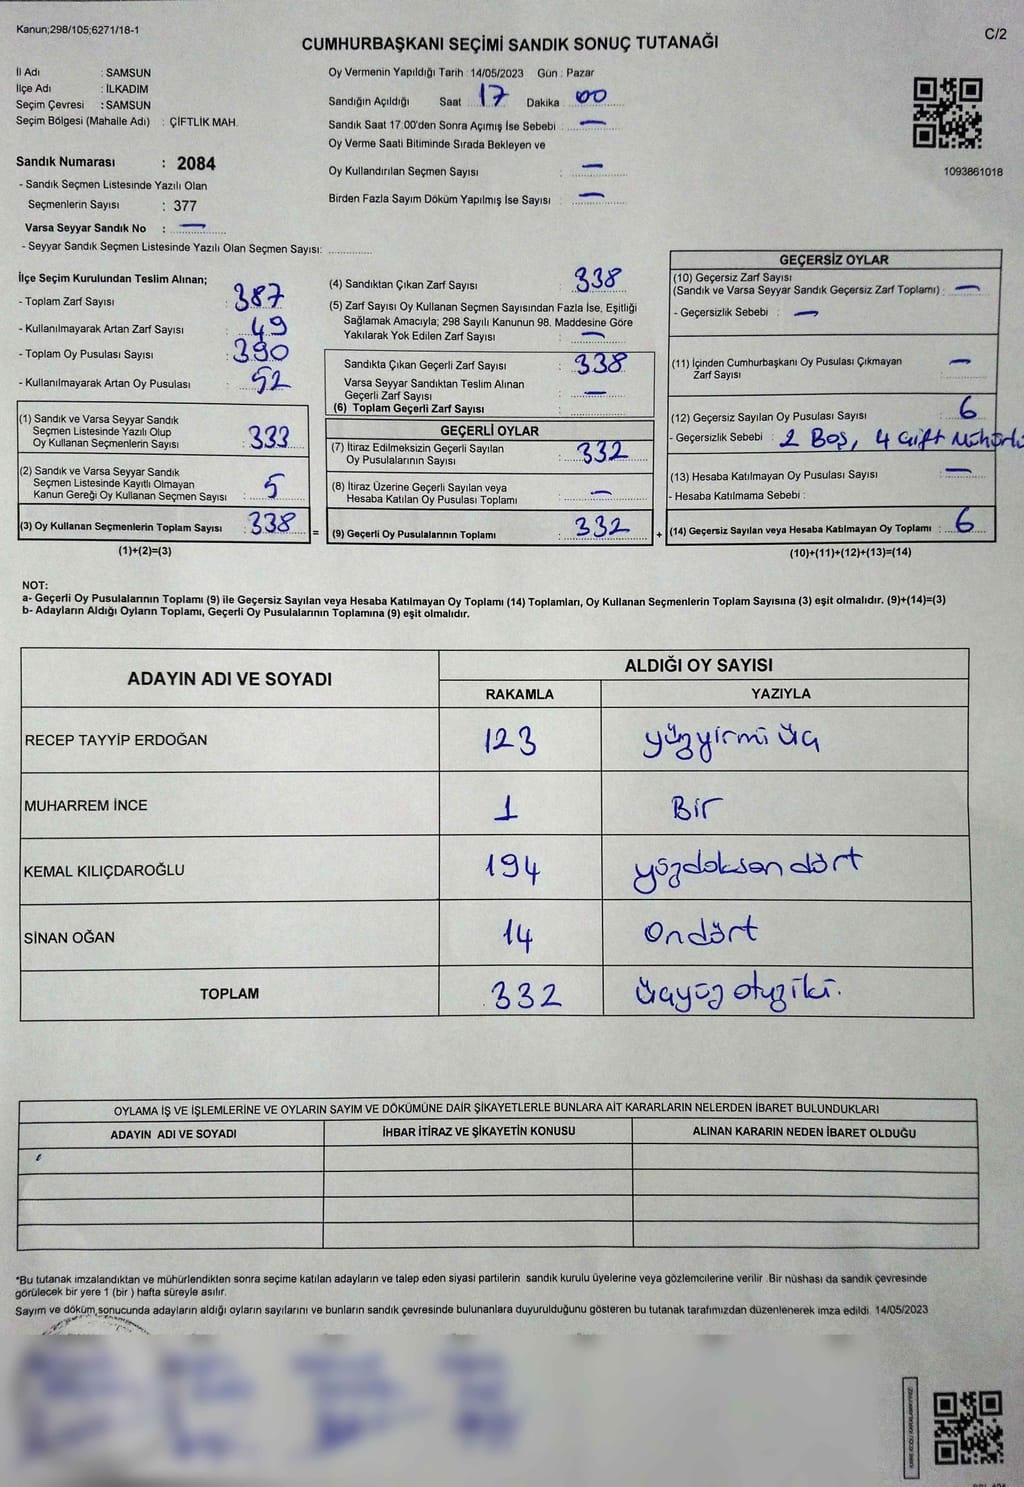 Kanun;298/105;6271/18-1
C/2
CUMHURBAŞKANI SEÇİMİ SANDIK SONUÇ TUTANAĞI
İl Adı : SAMSUN
İlçe Adı : İLKADIM
Seçim Çevresi : SAMSUN
Seçim Bölgesi (Mahalle Adı) : ÇİFTLİK MAH.
Sandık Numarası : 2084
- Sandık Seçmen Listesinde Yazılı Olan
Seçmenlerin Sayısı : 377
Varsa Seyyar Sandık No : —
- Seyyar Sandık Seçmen Listesinde Yazılı Olan Seçmen Sayısı: ............
Oy Vermenin Yapıldığı Tarih : 14/05/2023 Gün : Pazar
Sandığın Açıldığı Saat 17 Dakika 00
Sandık Saat 17:00'den Sonra Açımış İse Sebebi : —
Oy Verme Saati Bitiminde Sırada Bekleyen ve
Oy Kullandırılan Seçmen Sayısı : —
Birden Fazla Sayım Döküm Yapılmış İse Sayısı : —
1093861018
İlçe Seçim Kurulundan Teslim Alınan;
- Toplam Zarf Sayısı : 387
- Kullanılmayarak Artan Zarf Sayısı : 49
- Toplam Oy Pusulası Sayısı : 390
- Kullanılmayarak Artan Oy Pusulası : 52
(1) Sandık ve Varsa Seyyar Sandık
Seçmen Listesinde Yazılı Olup
Oy Kullanan Seçmenlerin Sayısı : 333
(2) Sandık ve Varsa Seyyar Sandık
Seçmen Listesinde Kayıtlı Olmayan
Kanun Gereği Oy Kullanan Seçmen Sayısı : 5
(3) Oy Kullanan Seçmenlerin Toplam Sayısı : 338 =
(1)+(2)=(3)
(4) Sandıktan Çıkan Zarf Sayısı : 338
(5) Zarf Sayısı Oy Kullanan Seçmen Sayısından Fazla İse, Eşitliği
Sağlamak Amacıyla; 298 Sayılı Kanunun 98. Maddesine Göre
Yakılarak Yok Edilen Zarf Sayısı : —
Sandıkta Çıkan Geçerli Zarf Sayısı : 338
Varsa Seyyar Sandıktan Teslim Alınan
Geçerli Zarf Sayısı : —
(6) Toplam Geçerli Zarf Sayısı :
GEÇERLİ OYLAR
(7) İtiraz Edilmeksizin Geçerli Sayılan
Oy Pusulalarının Sayısı : 332
(8) İtiraz Üzerine Geçerli Sayılan veya
Hesaba Katılan Oy Pusulası Toplamı : —
(9) Geçerli Oy Pusulalarının Toplamı : 332 +
GEÇERSİZ OYLAR
(10) Geçersiz Zarf Sayısı
(Sandık ve Varsa Seyyar Sandık Geçersiz Zarf Toplamı) : —
- Geçersizlik Sebebi : —
(11) İçinden Cumhurbaşkanı Oy Pusulası Çıkmayan
Zarf Sayısı : —
(12) Geçersiz Sayılan Oy Pusulası Sayısı : 6
- Geçersizlik Sebebi : 2 Boş, 4 Çift Mühürlü
(13) Hesaba Katılmayan Oy Pusulası Sayısı : —
- Hesaba Katılmama Sebebi :
(14) Geçersiz Sayılan veya Hesaba Katılmayan Oy Toplamı : 6
(10)+(11)+(12)+(13)=(14)
NOT:
a- Geçerli Oy Pusulalarının Toplamı (9) ile Geçersiz Sayılan veya Hesaba Katılmayan Oy Toplamı (14) Toplamları, Oy Kullanan Seçmenlerin Toplam Sayısına (3) eşit olmalıdır. (9)+(14)=(3)
b- Adayların Aldığı Oyların Toplamı, Geçerli Oy Pusulalarının Toplamına (9) eşit olmalıdır.
ADAYIN ADI VE SOYADI
ALDIĞI OY SAYISI
RAKAMLA YAZIYLA
RECEP TAYYİP ERDOĞAN 123 yüzyirmi üç
MUHARREM İNCE 1 Bir
KEMAL KILIÇDAROĞLU 194 yüzdoksan dört
SİNAN OĞAN 14 Ondört
TOPLAM 332 üçyüz otuziki.
OYLAMA İŞ VE İŞLEMLERİNE VE OYLARIN SAYIM VE DÖKÜMÜNE DAİR ŞİKAYETLERLE BUNLARA AİT KARARLARIN NELERDEN İBARET BULUNDUKLARI
ADAYIN ADI VE SOYADI İHBAR İTİRAZ VE ŞİKAYETİN KONUSU ALINAN KARARIN NEDEN İBARET OLDUĞU
*Bu tutanak imzalandıktan ve mühürlendikten sonra seçime katılan adayların ve talep eden siyasi partilerin sandık kurulu üyelerine veya gözlemcilerine verilir. Bir nüshası da sandık çevresinde
görülecek bir yere 1 (bir ) hafta süreyle asılır.
Sayım ve döküm sonucunda adayların aldığı oyların sayılarını ve bunların sandık çevresinde bulunanlara duyurulduğunu gösteren bu tutanak tarafımızdan düzenlenerek imza edildi. 14/05/2023